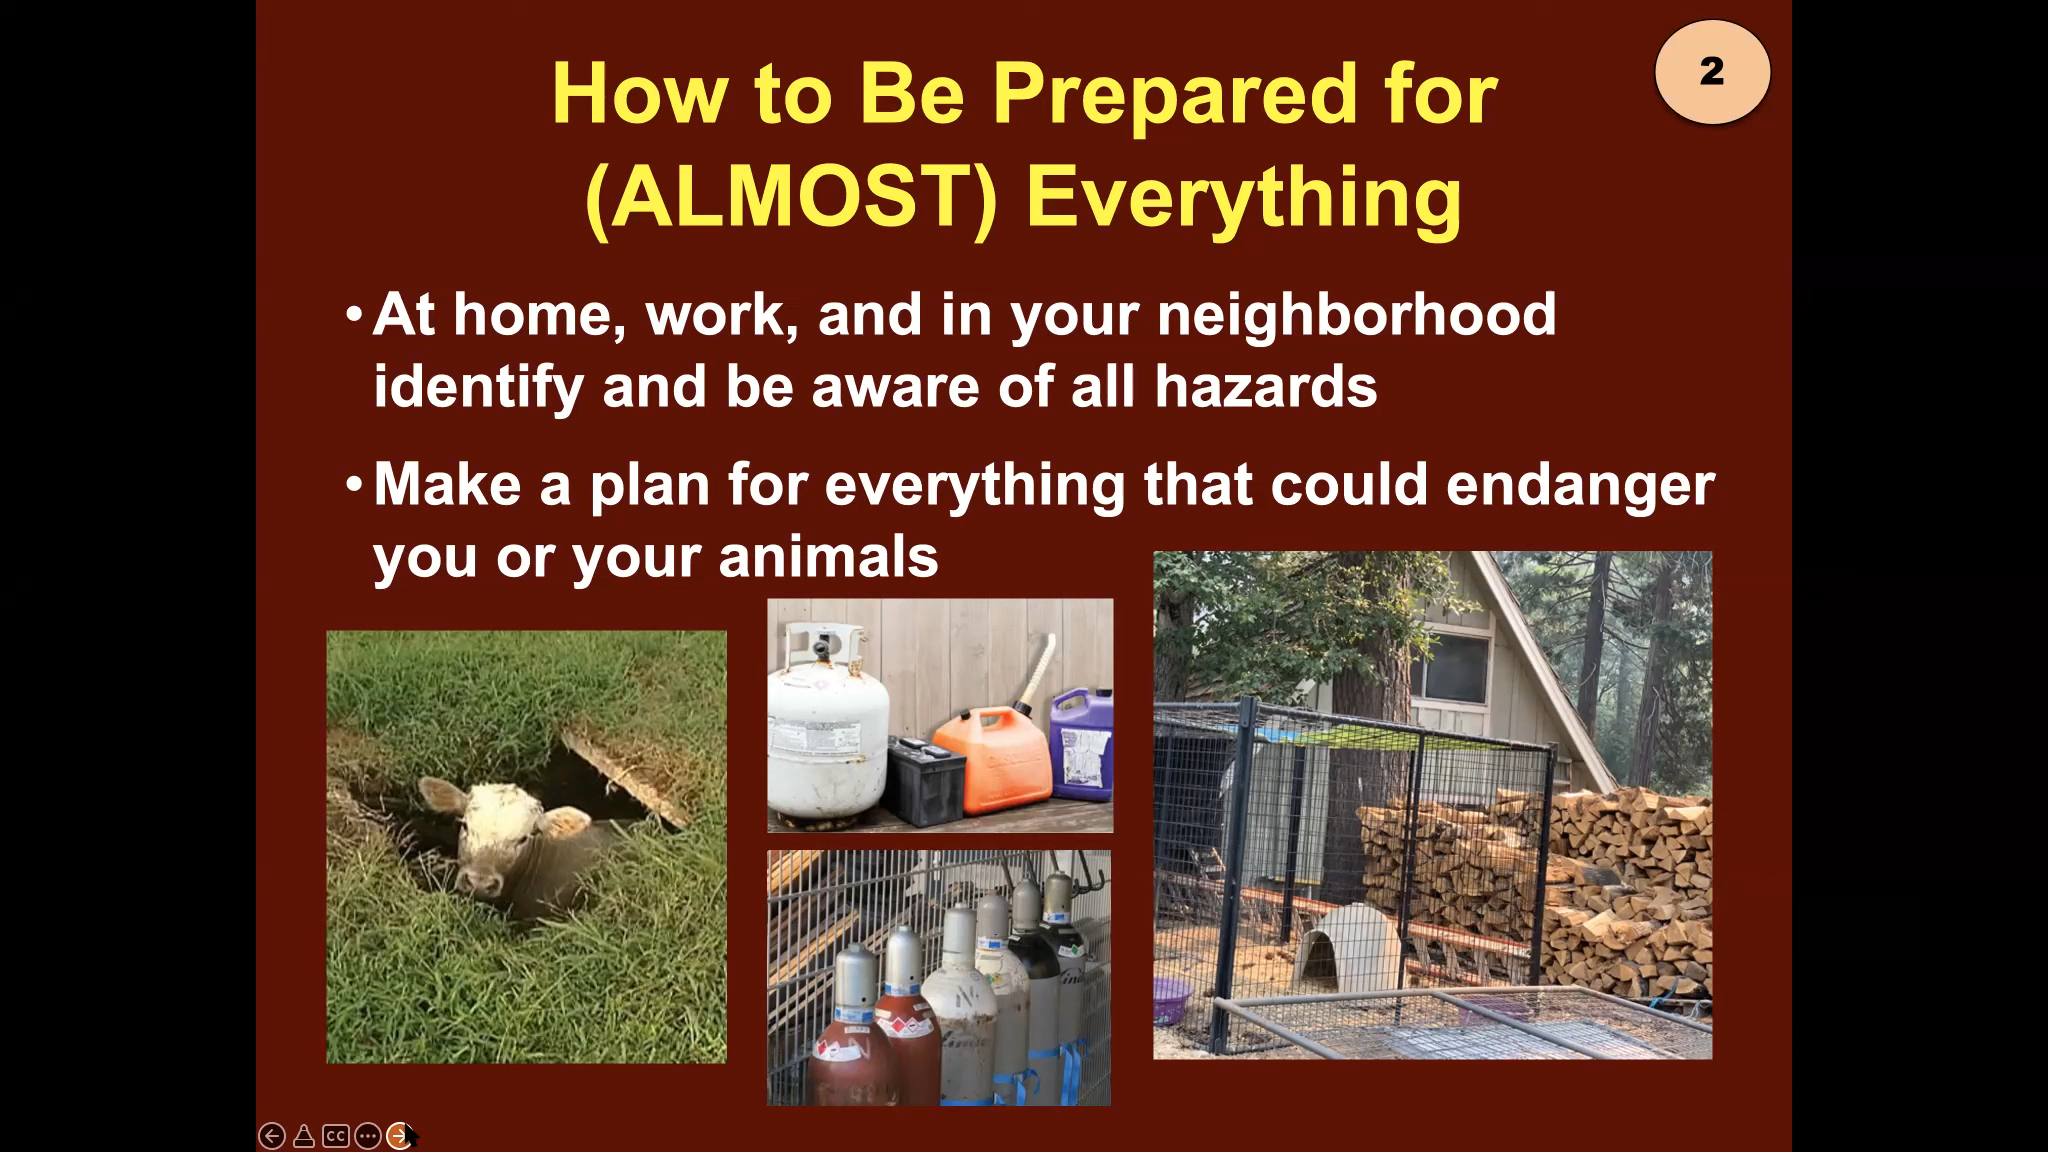 How to Be Prepared for
(ALMOST) Everything
2
• At home, work, and in your neighborhood
identify and be aware of all hazards
• Make a plan for everything that could endanger
you or your animals
CC